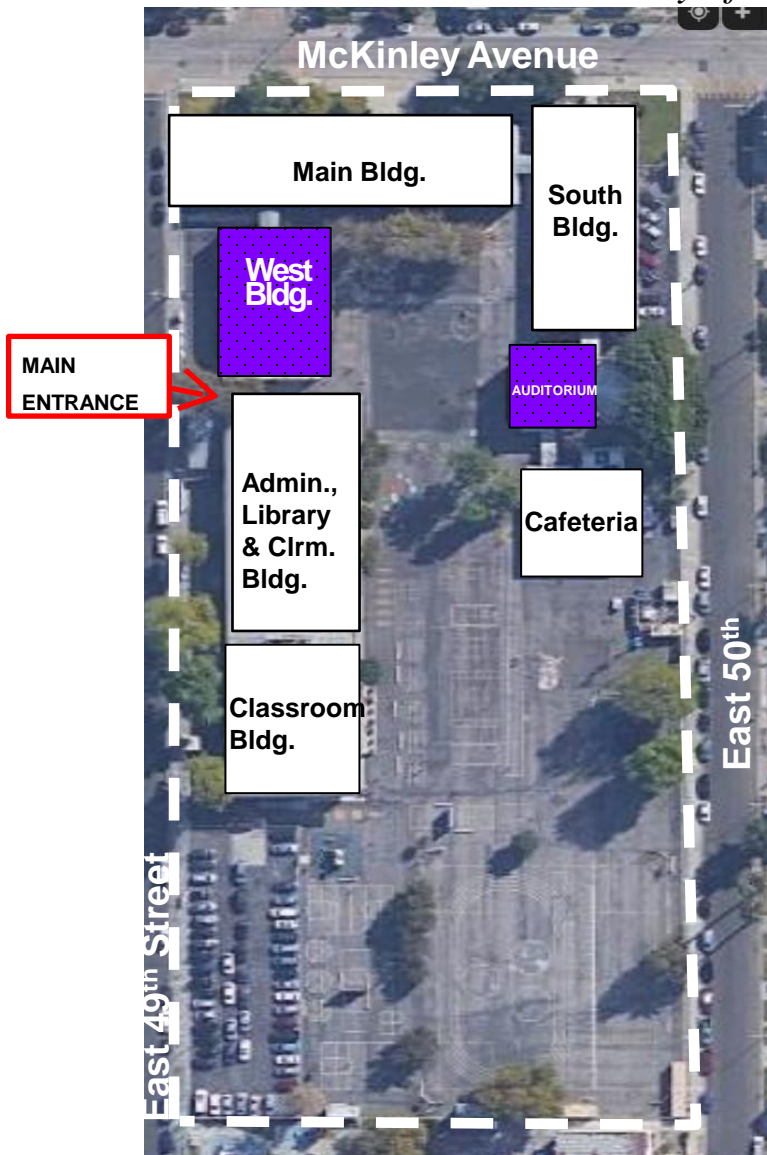 McKinley Avenue
Main Bldg.
South
Bldg.
West
Bldg.
MAIN
ENTRANCE
AUDITORIUM
Admin.,
Library
& Clrm.
Bldg.
Cafeteria
Classroom
Bldg.
East 50th
East 49th Street